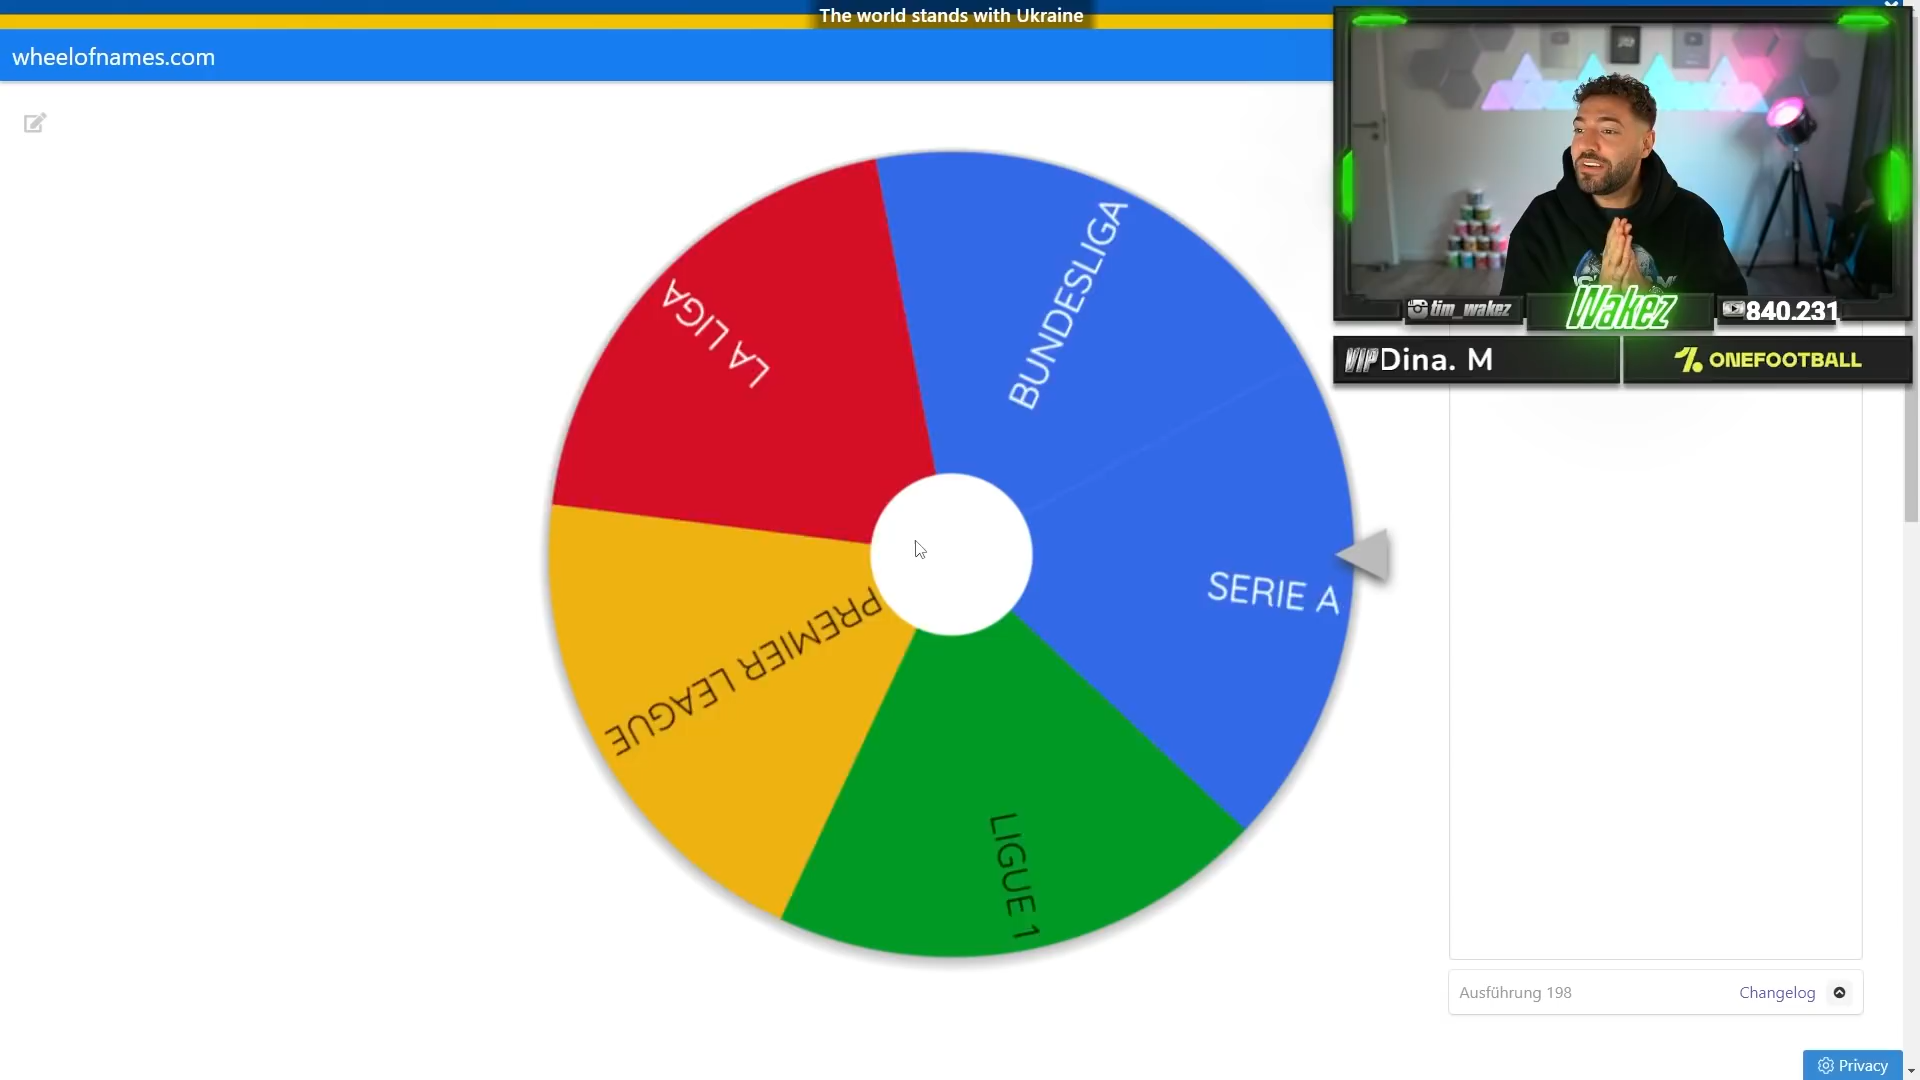 The world stands with Ukraine
wheelofnames.com
BUNDESLIGA
LA LIGA
SERIE A
PREMIER LEAGUE
LIGUE 1
tim_wakez
Wakez
840.231
VIP Dina. M
ONEFOOTBALL
Ausführung 198
Changelog
Privacy